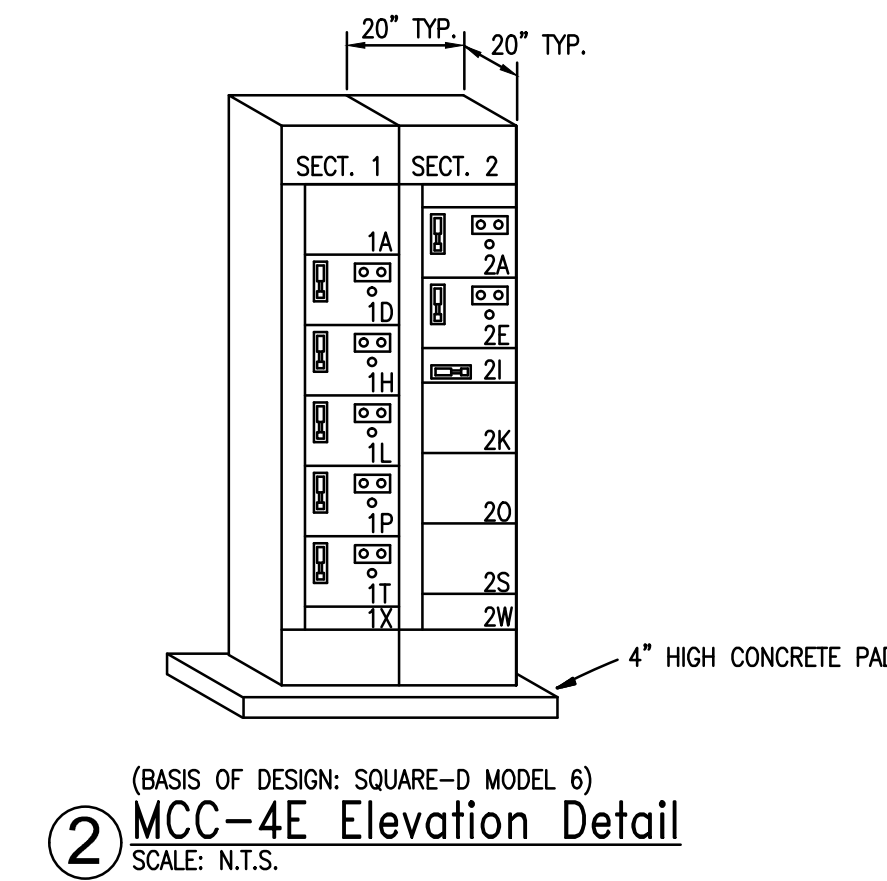 20" TYP.
20" TYP.
SECT. 1
SECT. 2
1A
1D
1H
1L
1P
1T
1X
2A
2E
2I
2K
2O
2S
2W
4" HIGH CONCRETE
(BASIS OF DESIGN: SQUARE-D MODEL 6)
2
MCC-4E Elevation Detail
SCALE: N.T.S.